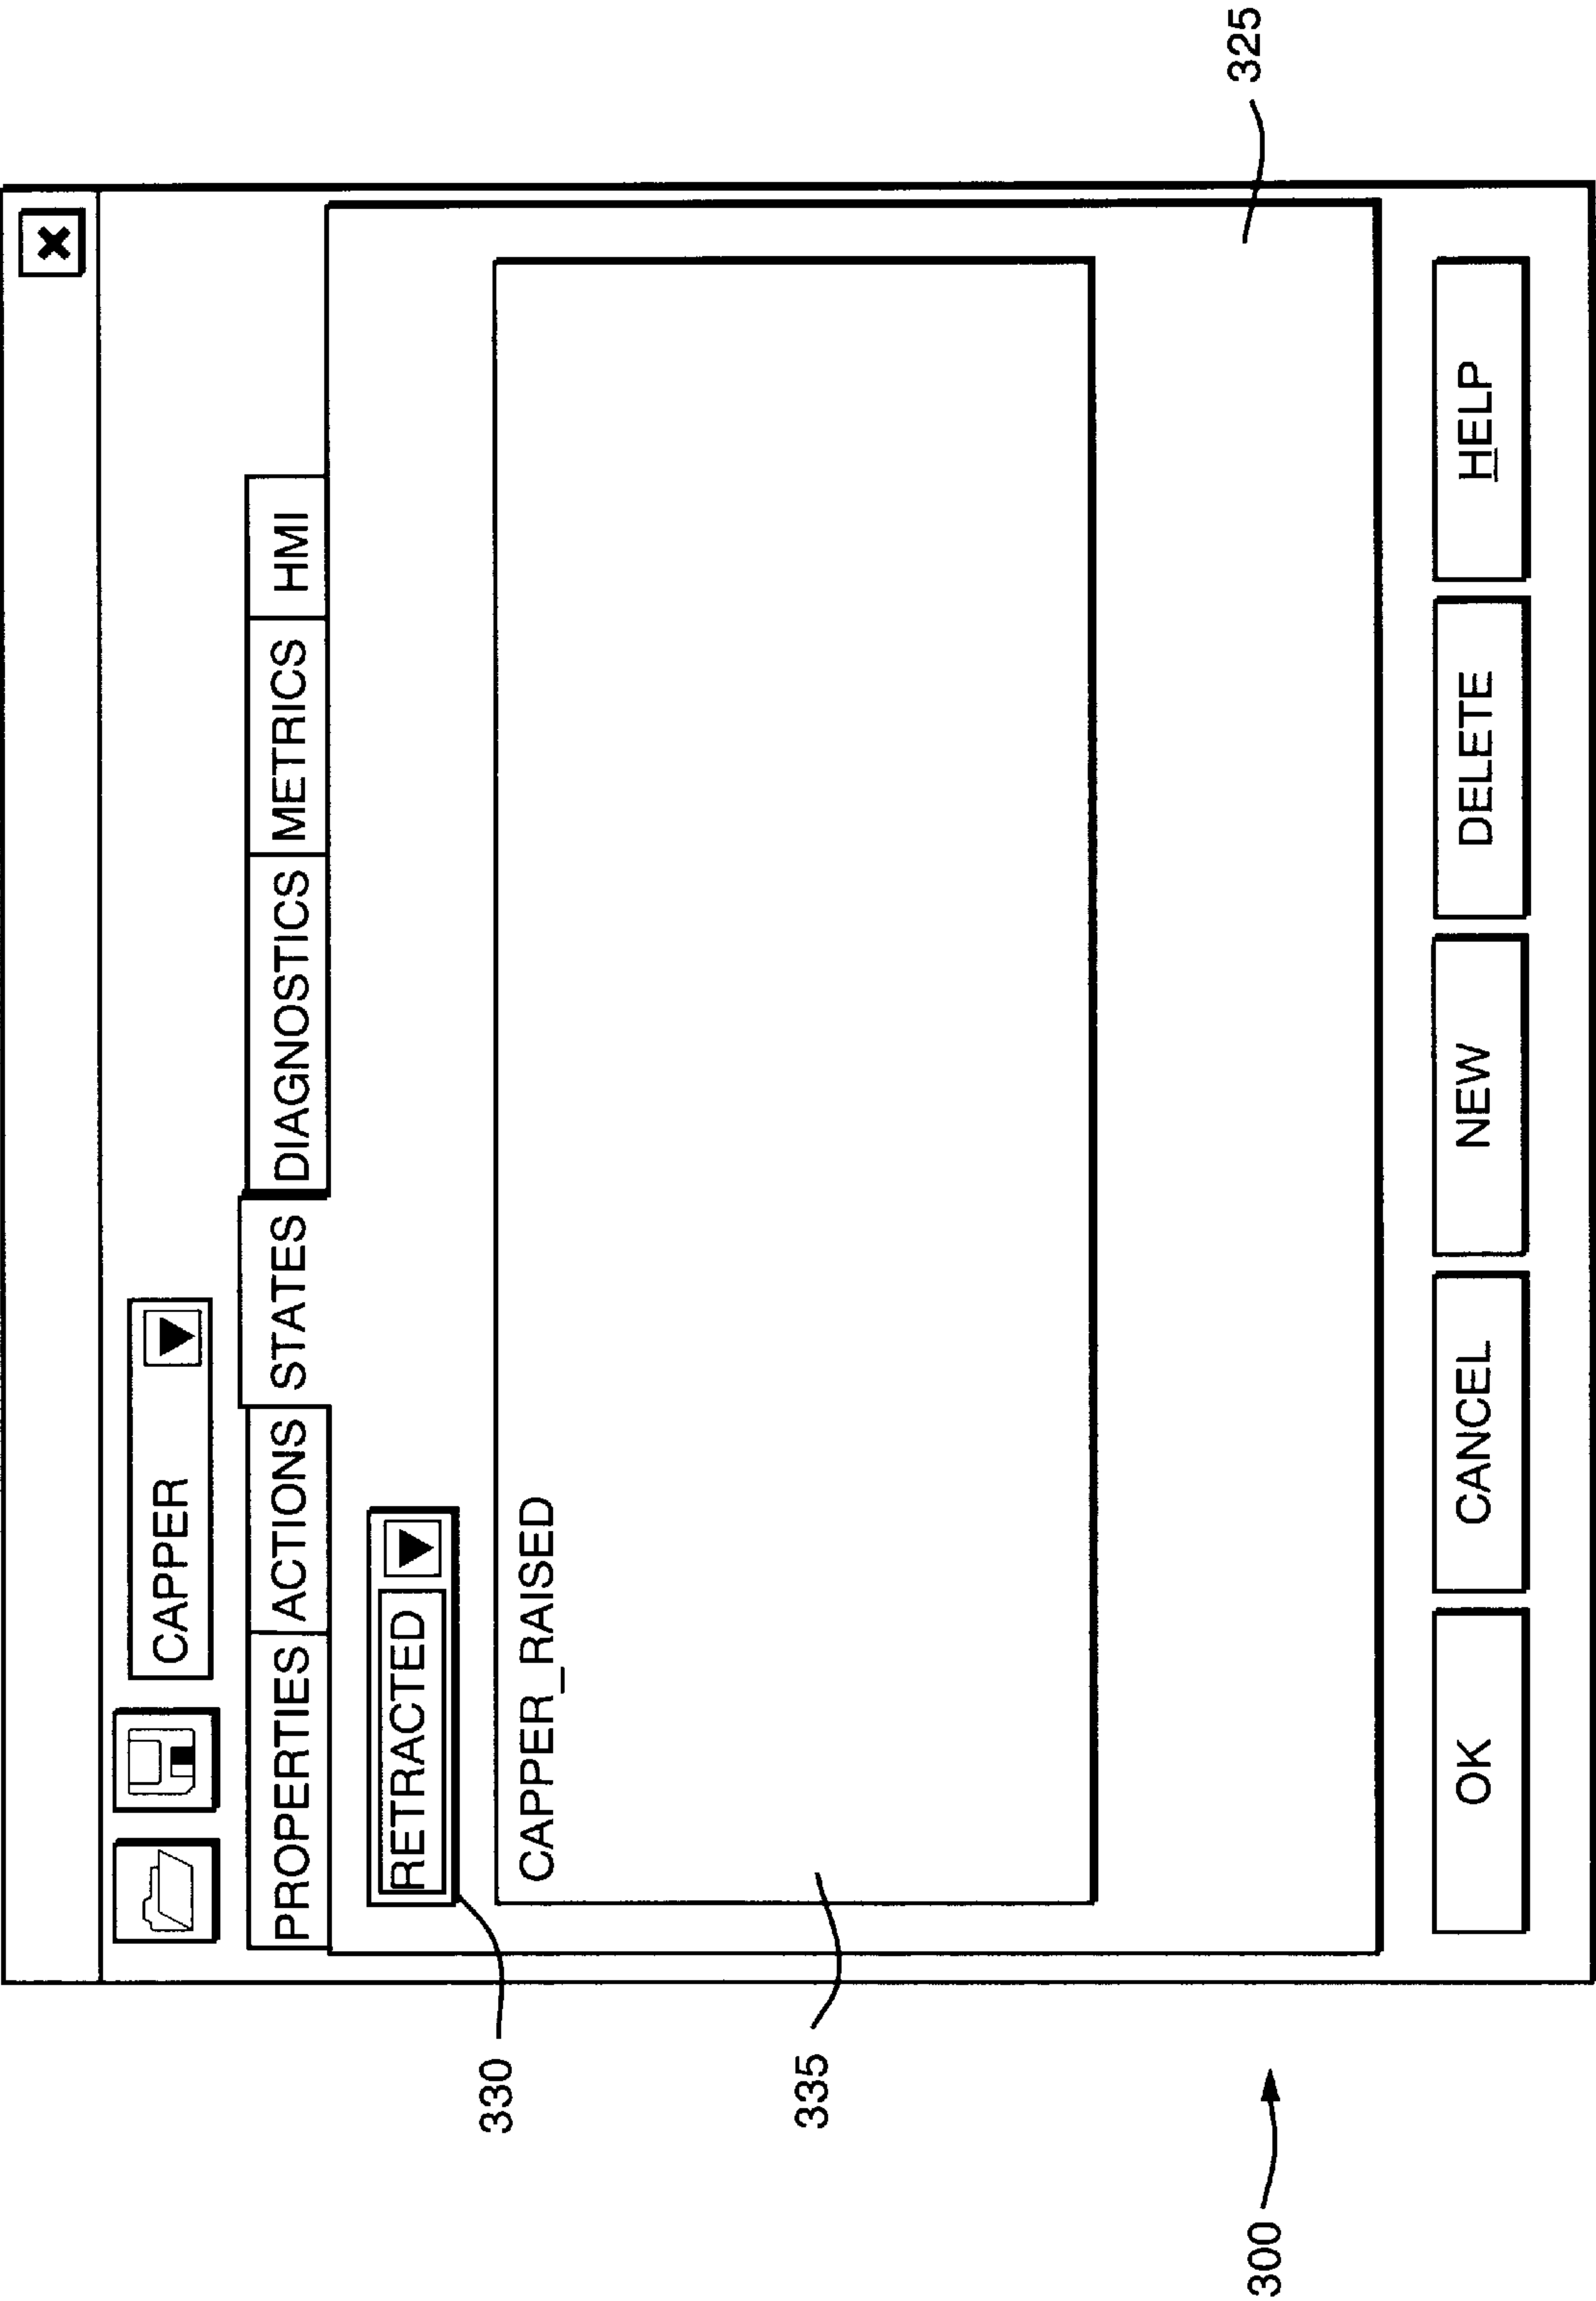 CAPPER
PROPERTIES ACTIONS STATES DIAGNOSTICS METRICS HMI
RETRACTED
CAPPER_RAISED
OK CANCEL NEW DELETE HELP
330
335
300
325